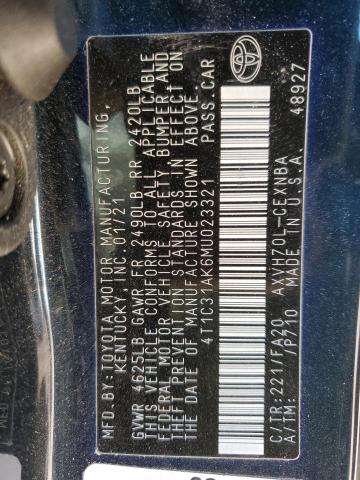 MFD. BY: TOYOTA MOTOR MANUFACTURING,
KENTUCKY, INC. 01/21
GVWR 4625LB GAWR FR 2490LB RR 2420LB
THIS VEHICLE CONFORMS TO ALL APPLICABLE
FEDERAL MOTOR VEHICLE SAFETY, BUMPER, AND
THEFT PREVENTION STANDARDS IN EFFECT ON
THE DATE OF MANUFACTURE SHOWN ABOVE.
4T1C31AK6MU023321 PASS. CAR
C/TR: 221/FA20 AXVH70L-CEXNBA
A/TM: /P710 MADE IN U.S.A. 48927